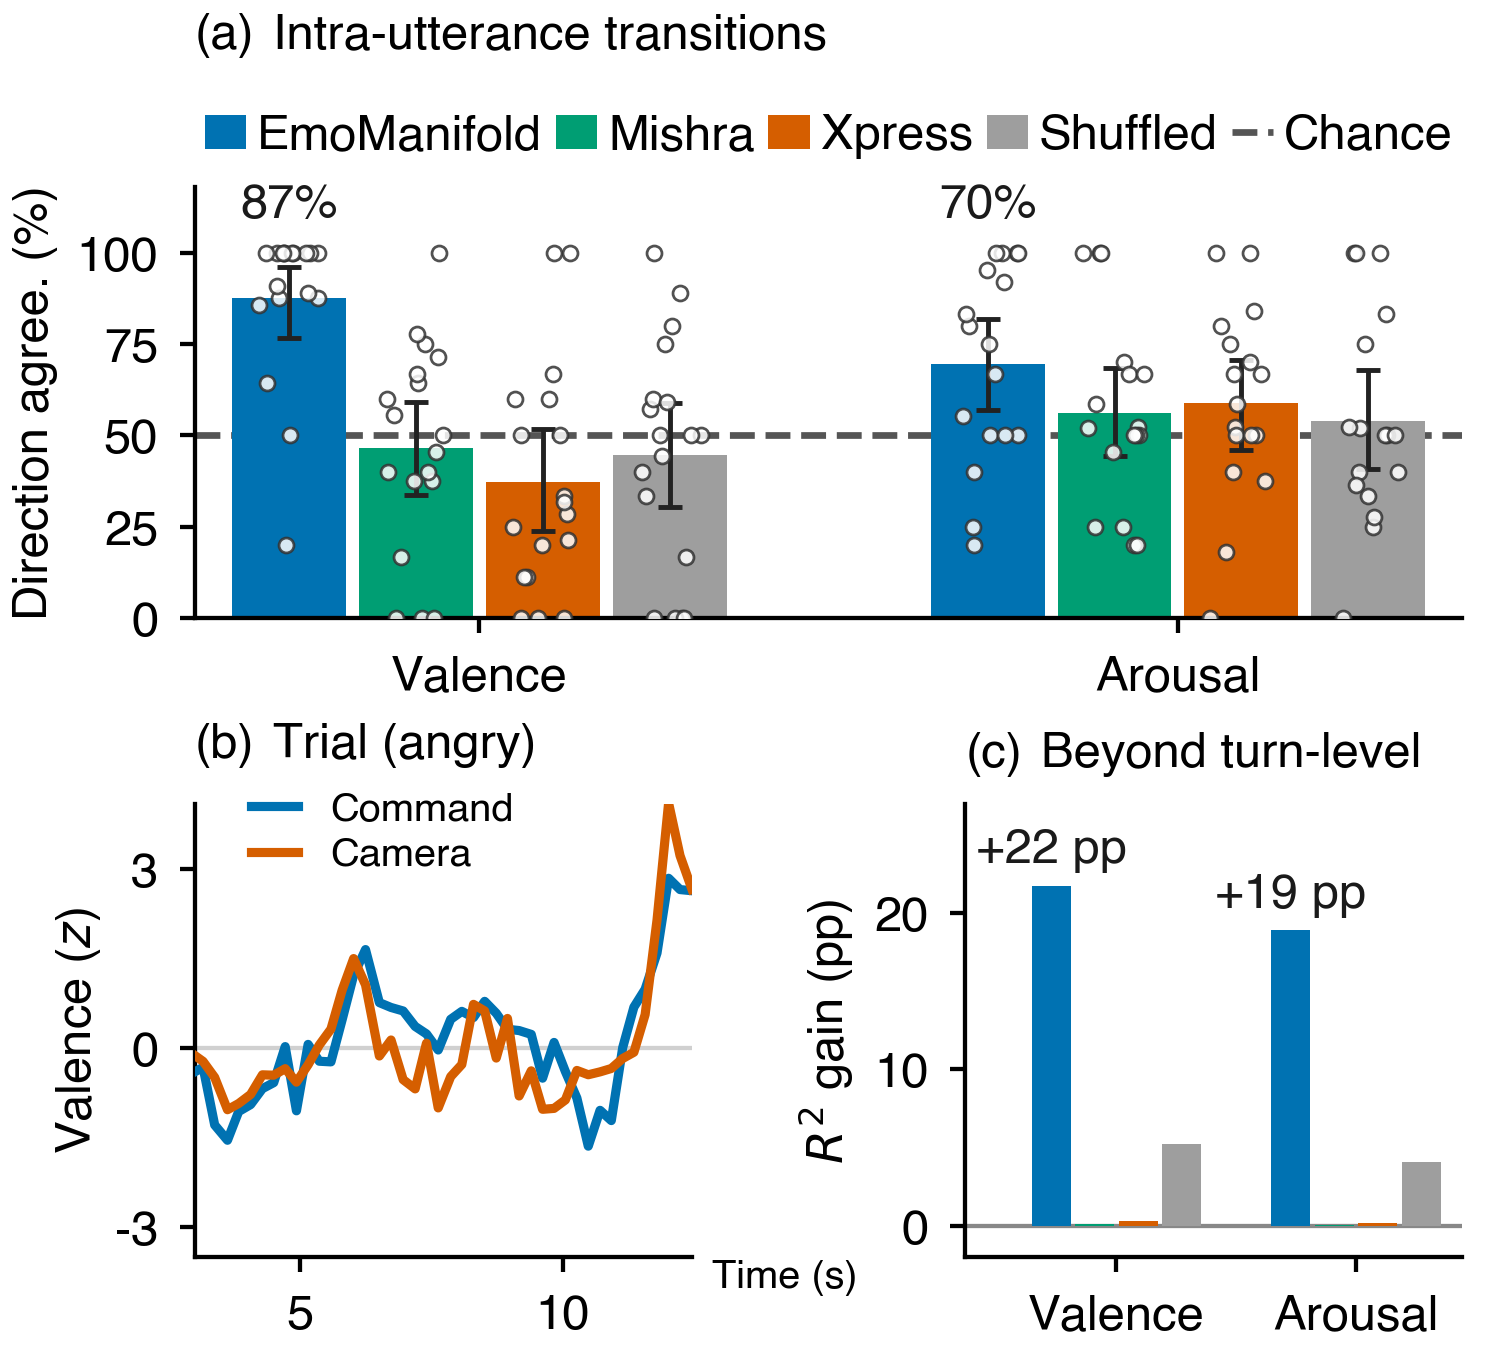 (a) Intra-utterance transitions
EmoManifold Mishra Xpress Shuffled Chance
Direction agree. (%)
100
75
50
25
0
87%
70%
Valence Arousal
(b) Trial (angry)
Command
Camera
Valence (z)
3
0
-3
5 10
Time (s)
(c) Beyond turn-level
R² gain (pp)
20
10
0
+22 pp
+19 pp
Valence Arousal